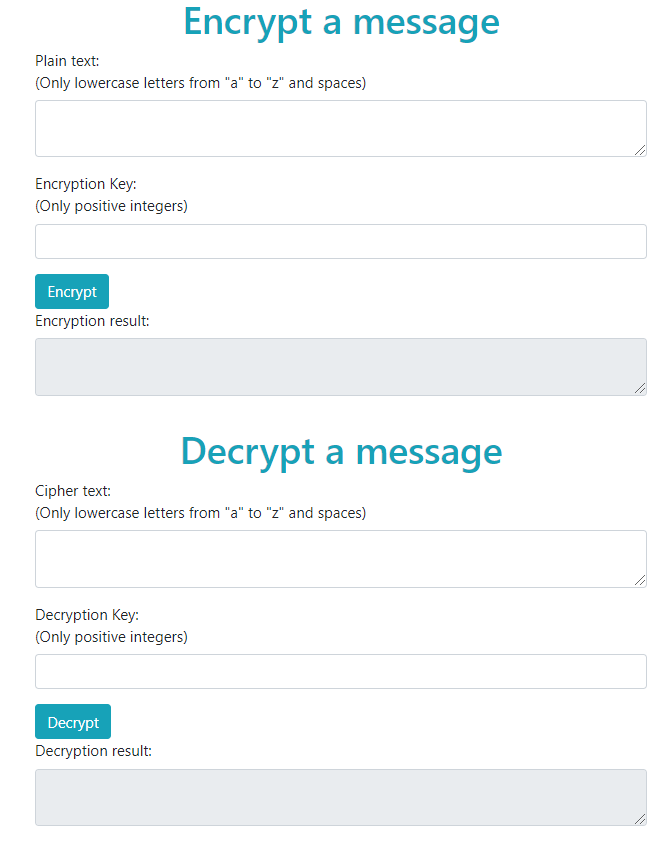 Encrypt a message
Plain text:
(Only lowercase letters from "a" to "z" and spaces)
Encryption Key:
(Only positive integers)
Encrypt
Encryption result:
Decrypt a message
Cipher text:
(Only lowercase letters from "a" to "z" and spaces)
Decryption Key:
(Only positive integers)
Decrypt
Decryption result: